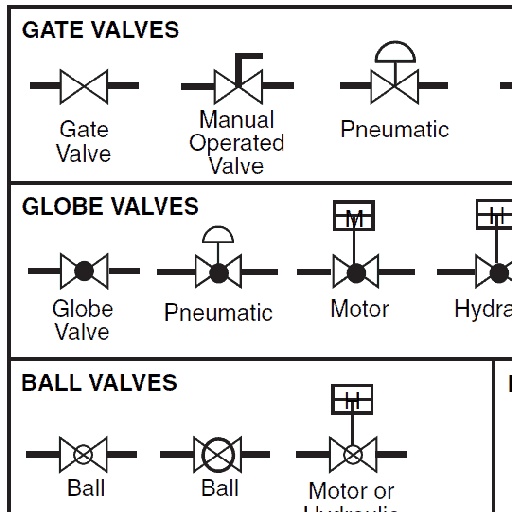 GATE VALVES
Gate
Valve
Manual
Operated
Valve
Pneumatic
GLOBE VALVES
M
H
Globe
Valve
Pneumatic
Motor
Hydra
BALL VALVES
H
Ball
Ball
Motor or